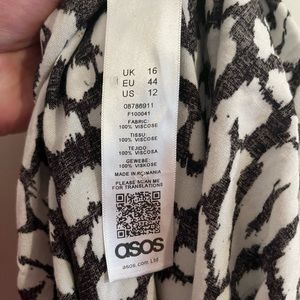 UK 16
EU 44
US 12
08786911
F100041
FABRIC:
100% VISCOSE
TISSU:
100% VISCOSE
TEJIDO:
100% VISCOSA
GEWEBE:
100% VISKOSE
MADE IN ROMANIA
PLEASE SCAN ME
FOR TRANSLATIONS
asos
asos.com Ltd